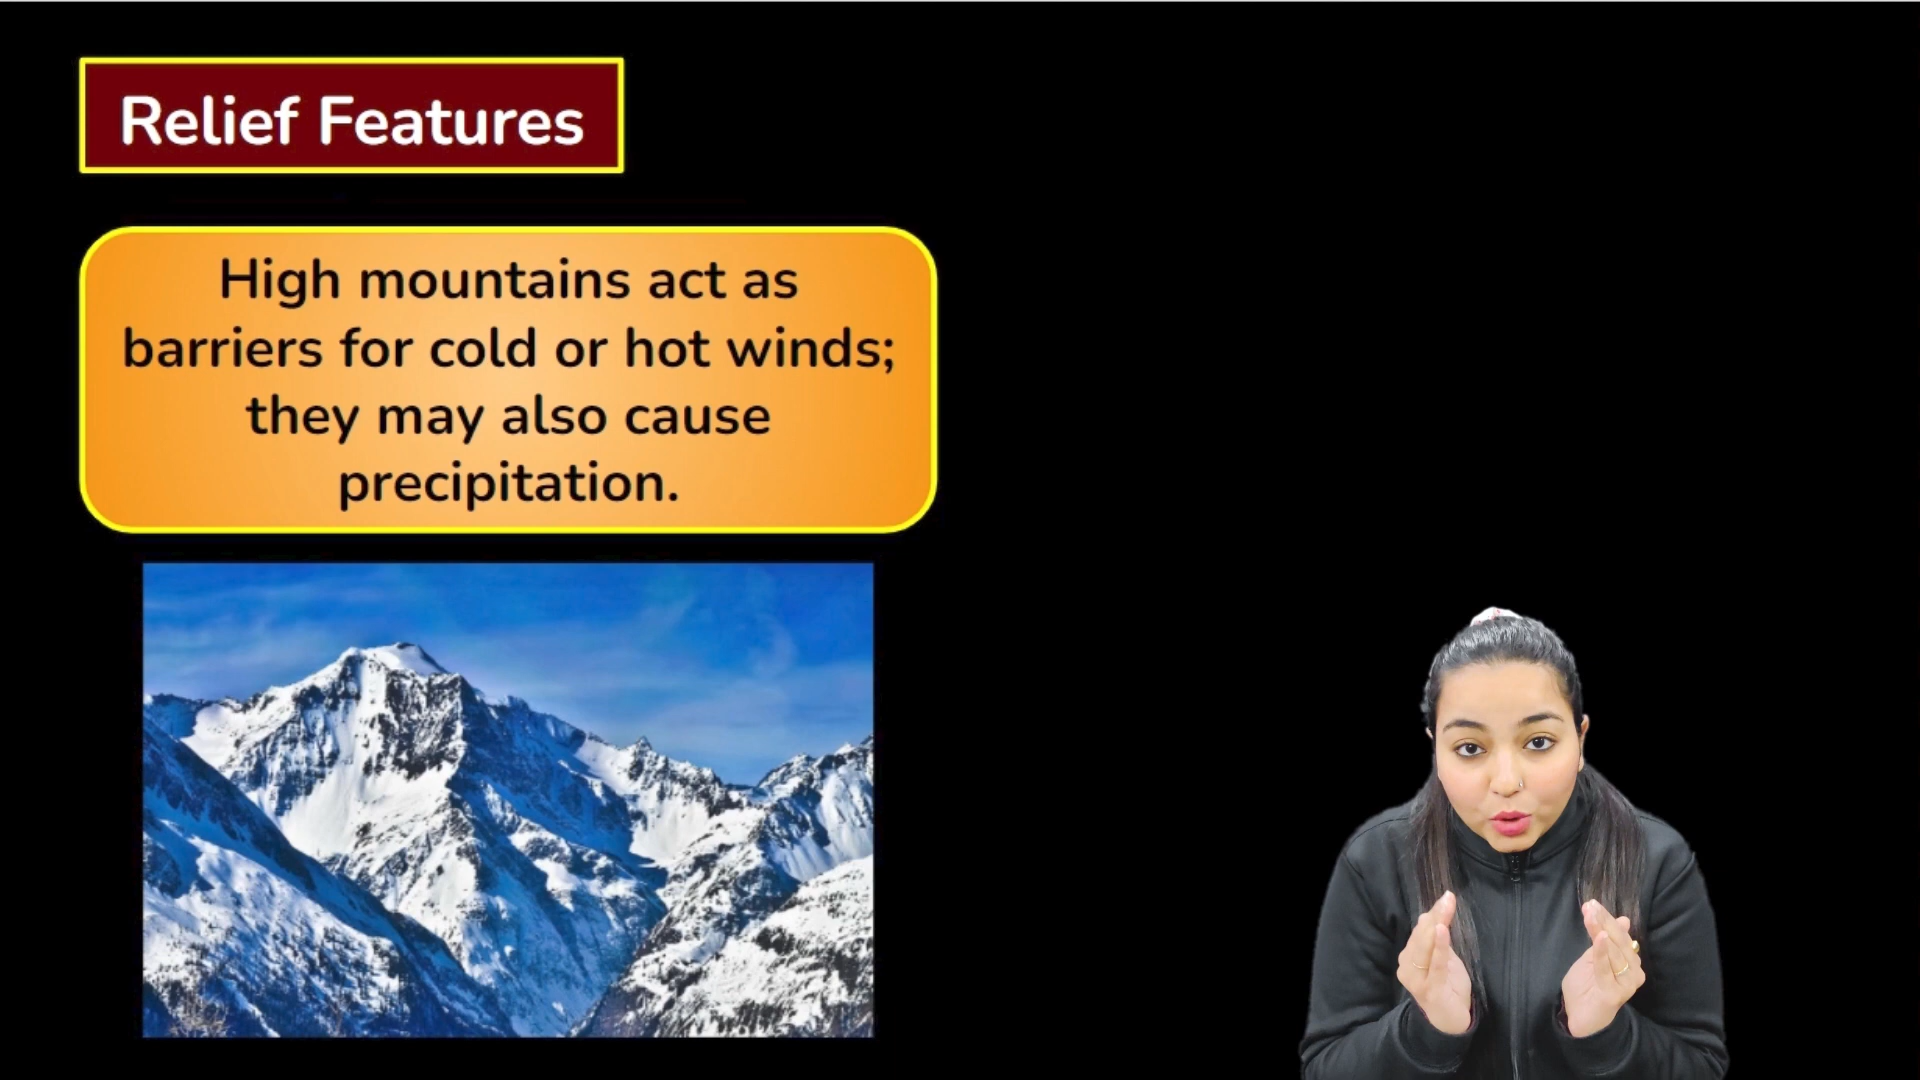 Relief Features
High mountains act as
barriers for cold or hot winds;
they may also cause
precipitation.